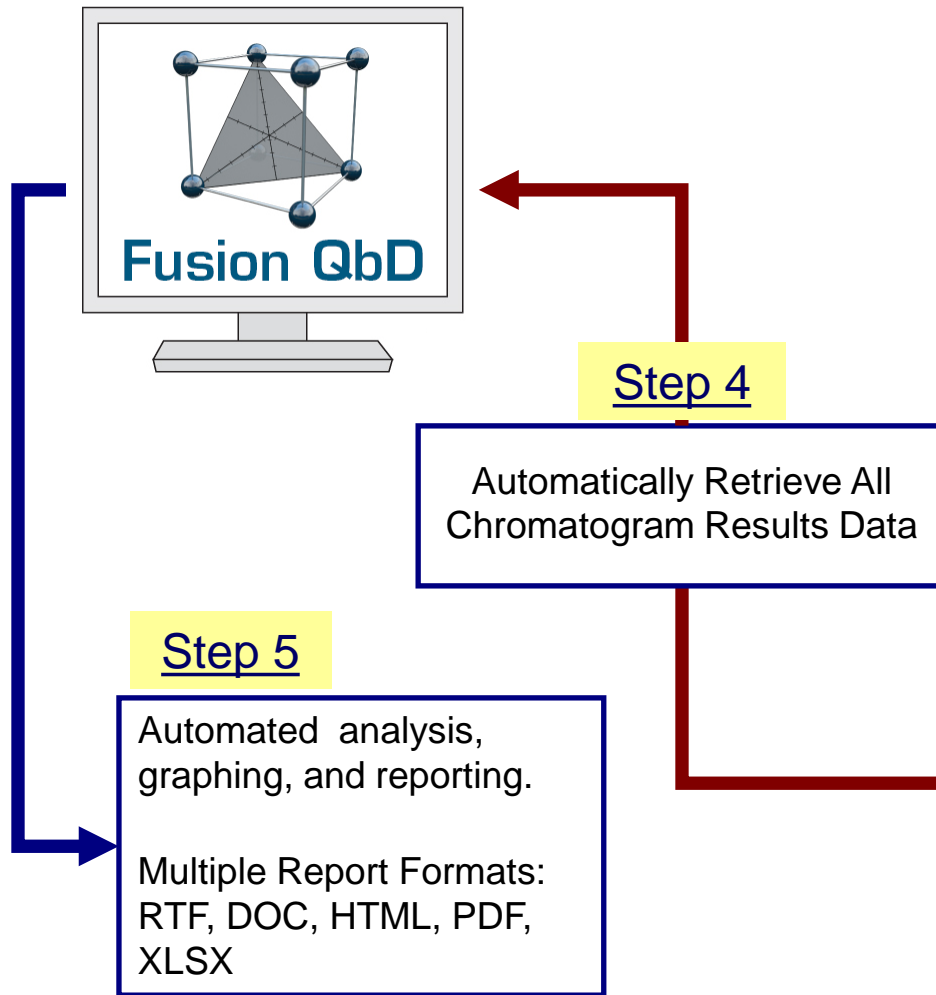 Fusion QbD
Step 4
Automatically Retrieve All
Chromatogram Results Data
Step 5
Automated analysis,
graphing, and reporting.
Multiple Report Formats:
RTF, DOC, HTML, PDF,
XLSX